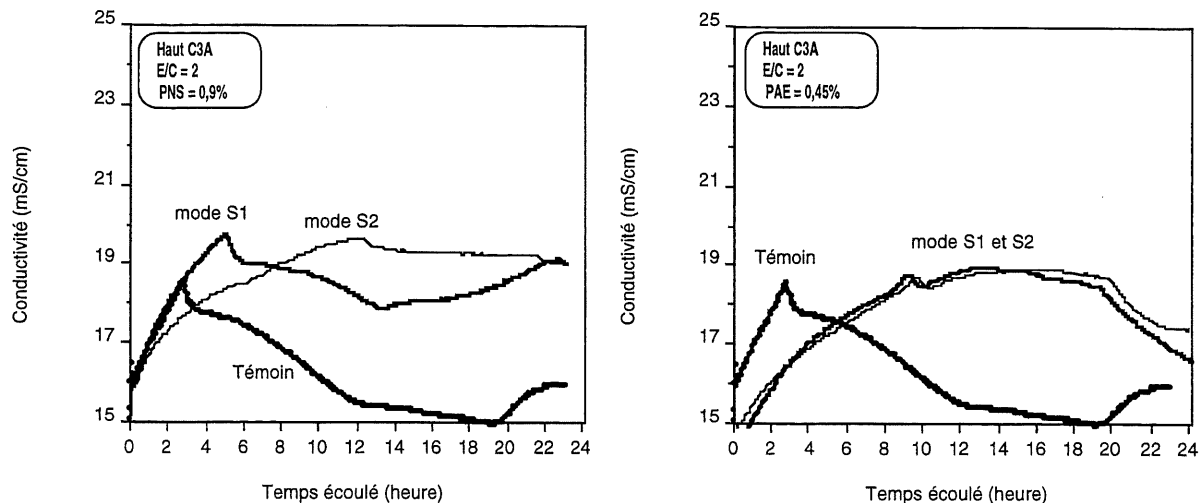 25
Haut C3A
E/C = 2
PNS = 0,9%
23
21
19
17
15
mode S1
mode S2
Témoin
Conductivité (mS/cm)
0 2 4 6 8 10 12 14 16 18 20 22 24
Temps écoulé (heure)
25
Haut C3A
E/C = 2
PAE = 0,45%
23
21
19
17
15
Témoin
mode S1 et S2
Conductivité (mS/cm)
0 2 4 6 8 10 12 14 16 18 20 22 24
Temps écoulé (heure)